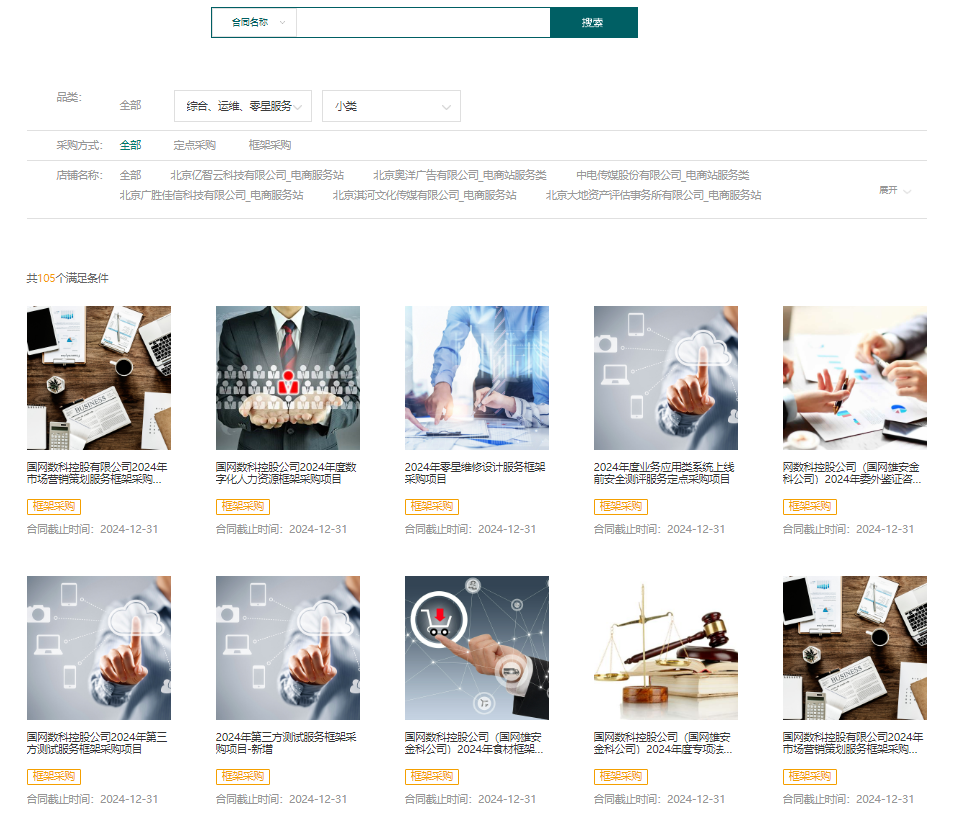 合同名称
搜索
品类:
全部
综合、运维、零星服务
小类
采购方式:
全部
定点采购
框架采购
店铺名称:
全部
北京亿智云科技有限公司_电商服务站
北京奥洋广告有限公司_电商站服务类
中电传媒股份有限公司_电商站服务类
北京广胜佳信科技有限公司_电商服务站
北京淇河文化传媒有限公司_电商服务站
北京大地资产评估事务所有限公司_电商服务站
展开
共105个满足条件
国网数科控股有限公司2024年
市场营销策划服务框架采购...
框架采购
合同截止时间: 2024-12-31
国网数科控股公司2024年度数
字化人力资源框架采购项目
框架采购
合同截止时间: 2024-12-31
2024年零星维修设计服务框架
采购项目
框架采购
合同截止时间: 2024-12-31
2024年度业务应用类系统上线
前安全测评服务定点采购项目
框架采购
合同截止时间: 2024-12-31
网数科控股公司（国网雄安金
科公司）2024年委外鉴证咨...
框架采购
合同截止时间: 2024-12-31
国网数科控股公司2024年第三
方测试服务框架采购项目
框架采购
合同截止时间: 2024-12-31
2024年第三方测试服务框架采
购项目-新增
框架采购
合同截止时间: 2024-12-31
国网数科控股公司（国网雄安
金科公司）2024年食材框架...
框架采购
合同截止时间: 2024-12-31
国网数科控股公司（国网雄安
金科公司）2024年度专项法...
框架采购
合同截止时间: 2024-12-31
BUSINESS
国网数科控股有限公司2024年
市场营销策划服务框架采购...
框架采购
合同截止时间: 2024-12-31